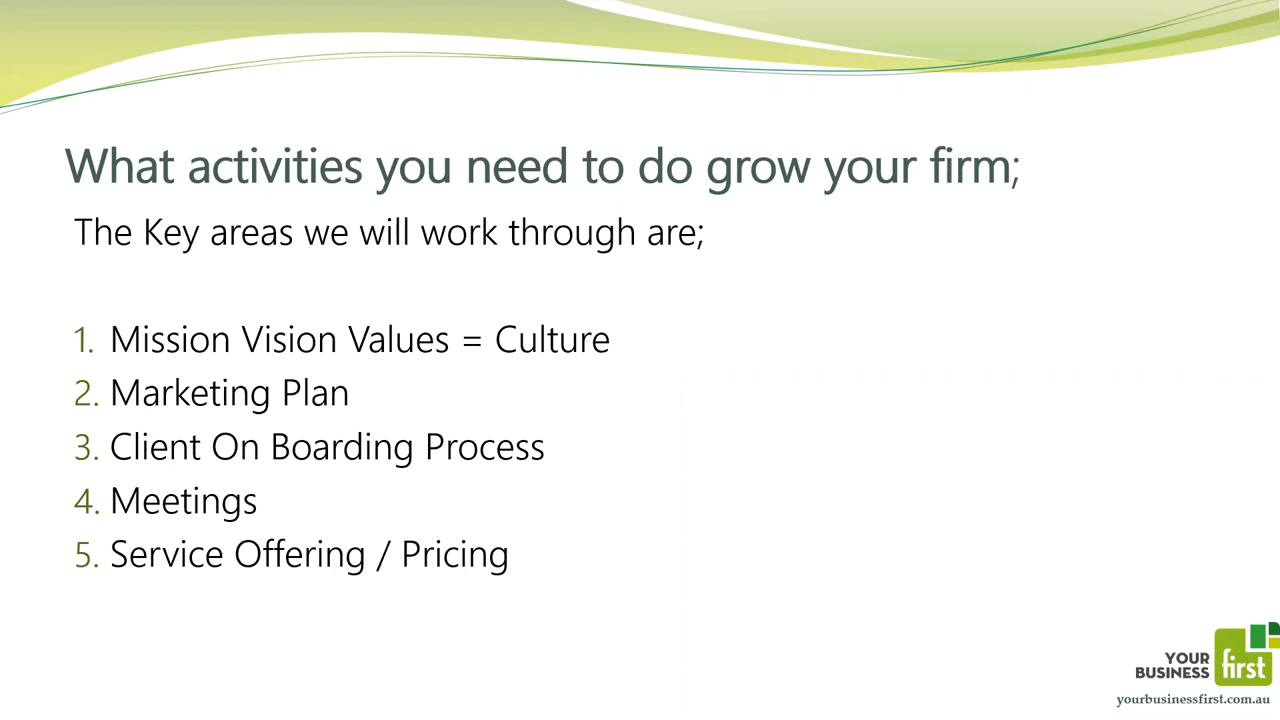 What activities you need to do grow your firm;
The Key areas we will work through are;
1. Mission Vision Values = Culture
2. Marketing Plan
3. Client On Boarding Process
4. Meetings
5. Service Offering / Pricing
YOUR
BUSINESS first
yourbusinessfirst.com.au